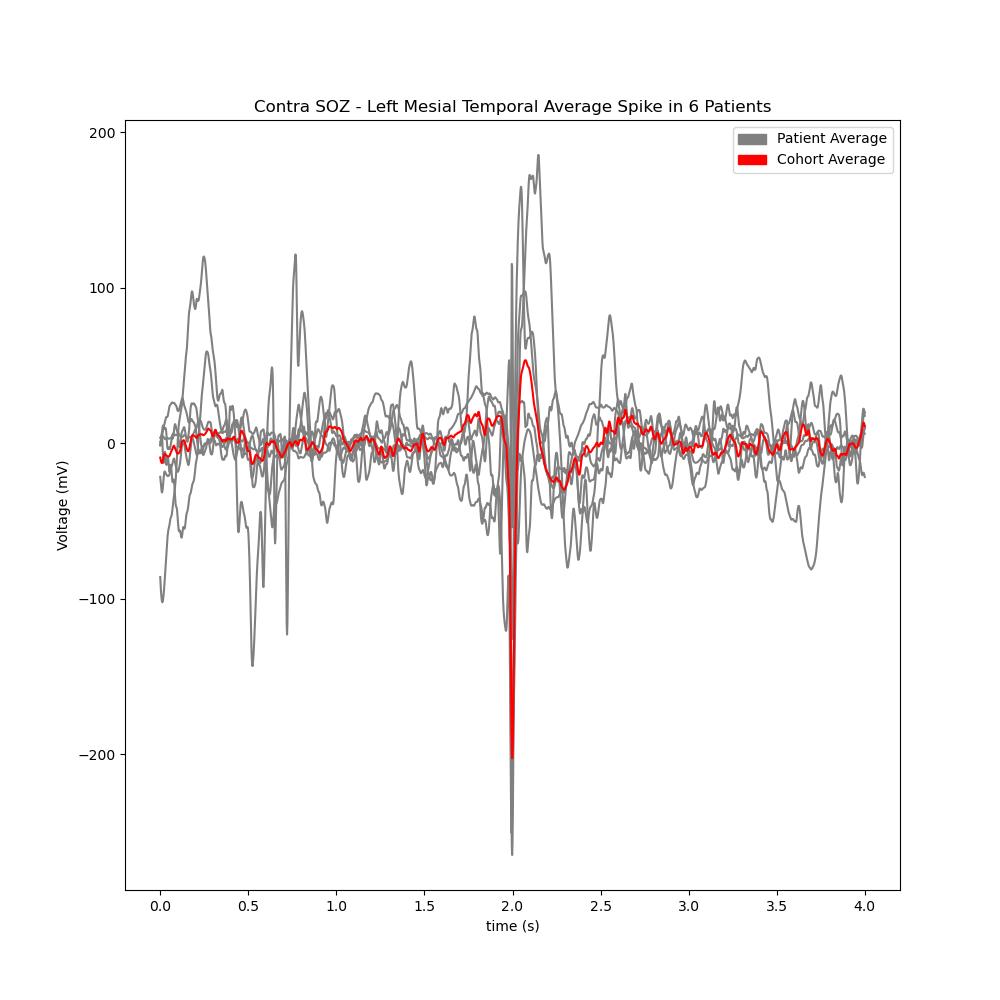 Contra SOZ - Left Mesial Temporal Average Spike in 6 Patients
Patient Average
Cohort Average
200
100
0
−100
−200
Voltage (mV)
0.0 0.5 1.0 1.5 2.0 2.5 3.0 3.5 4.0
time (s)